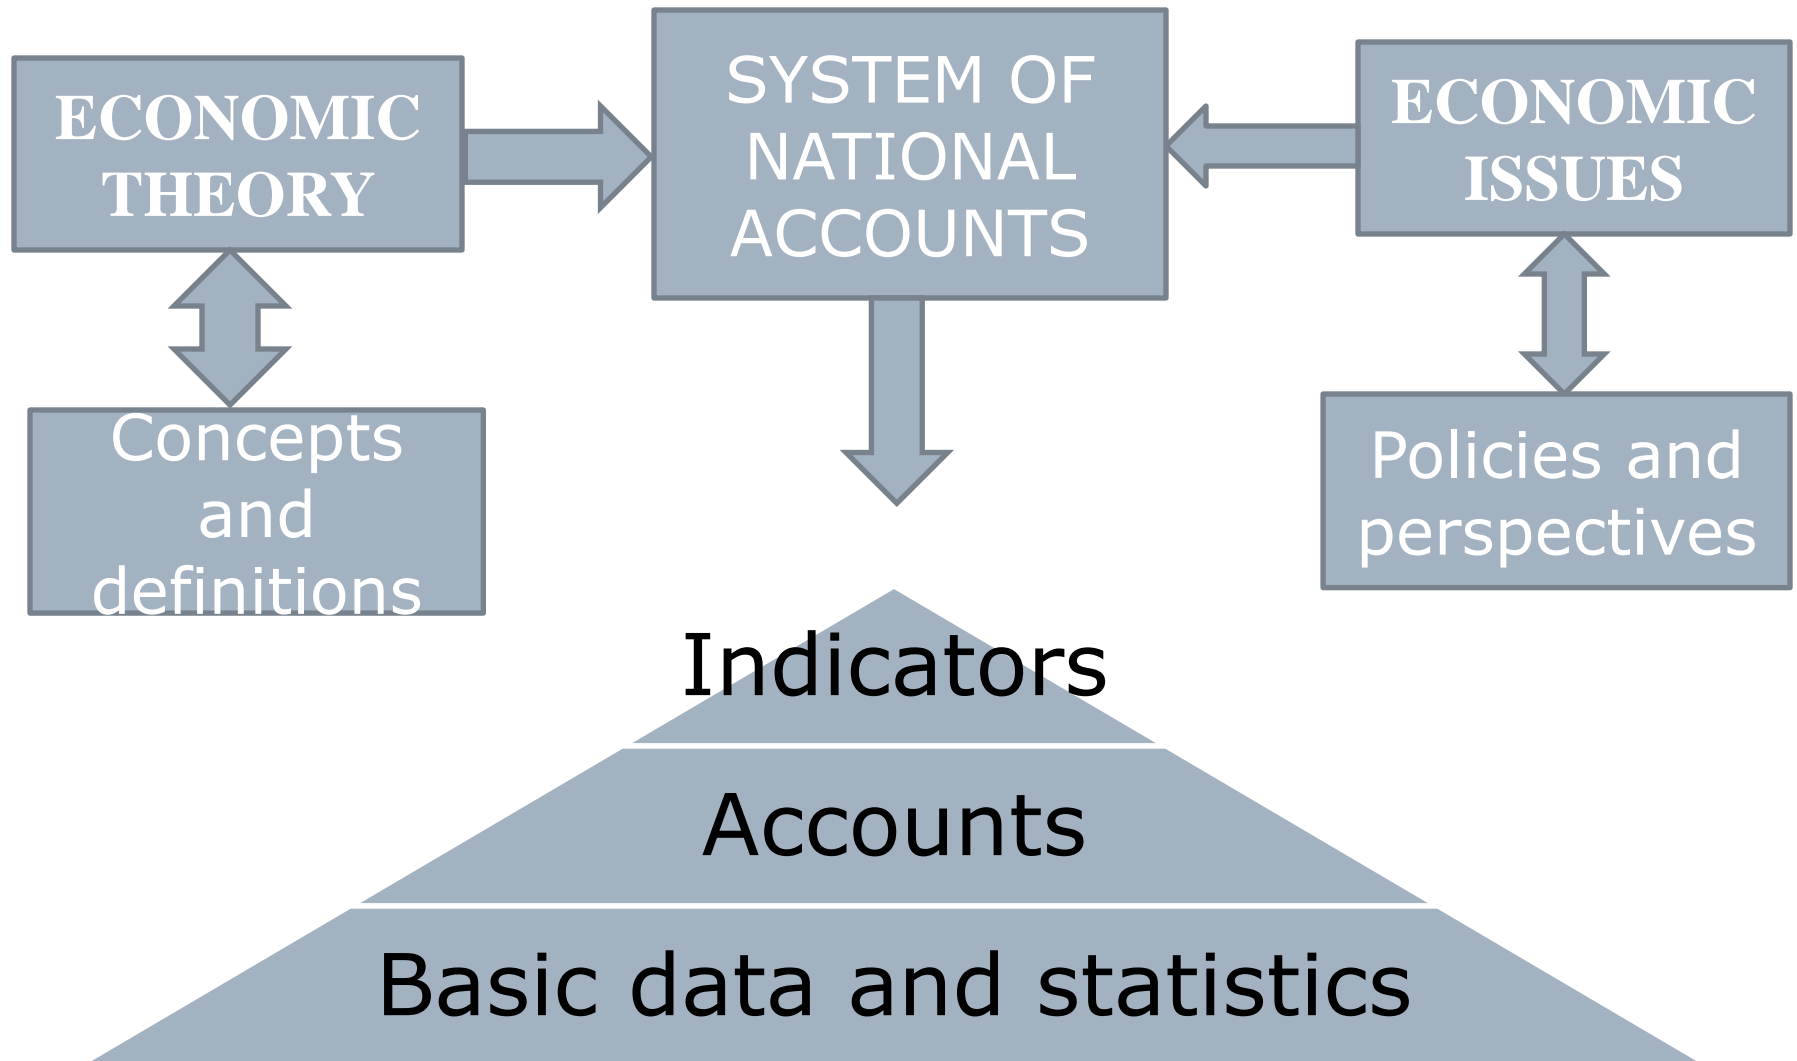 ECONOMIC
THEORY
SYSTEM OF
NATIONAL
ACCOUNTS
ECONOMIC
ISSUES
Concepts
and
definitions
Policies and
perspectives
Indicators
Accounts
Basic data and statistics